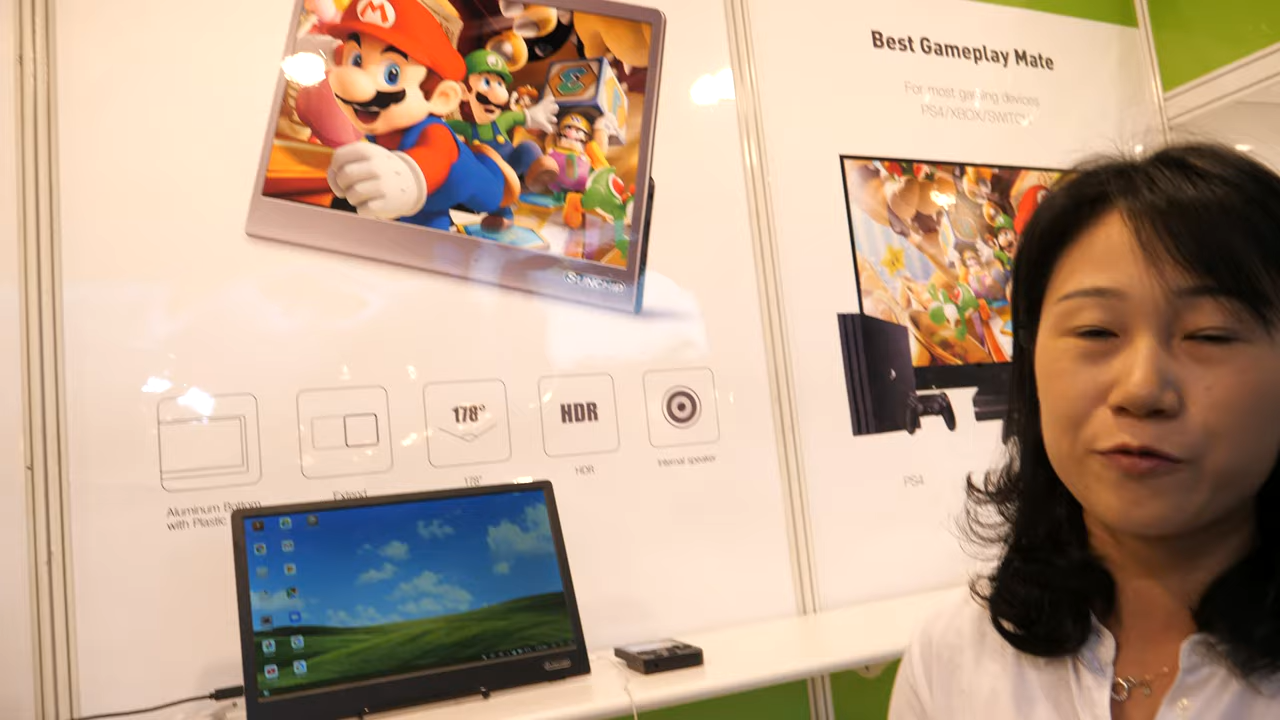 M
SUNCHIP
178°
HDR
Aluminum Bottom
with Plastic
Extend
178°
HDR
Internal speaker
Best Gameplay Mate
For most gaming devices
PS4/XBOX/SWITCH
PS4